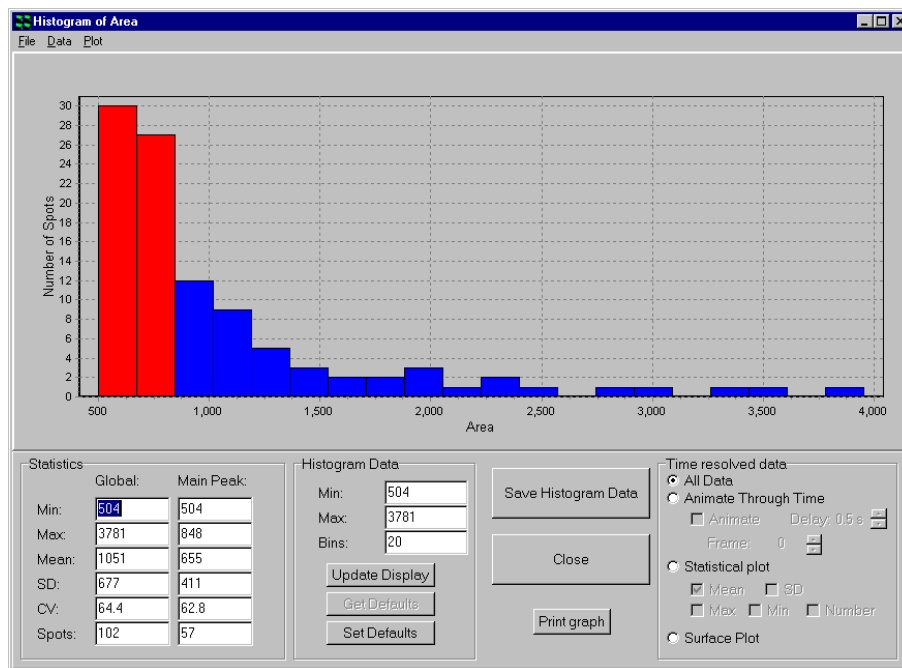 Histogram of Area
File Data Plot
30
28
26
24
22
20
18
16
14
12
10
8
6
4
2
0
Number of Spots
500 1,000 1,500 2,000 2,500 3,000 3,500 4,000
Area
Statistics
Global: Main Peak:
Min: 504 504
Max: 3781 848
Mean: 1051 655
SD: 677 411
CV: 64.4 62.8
Spots: 102 57
Histogram Data
Min: 504
Max: 3781
Bins: 20
Update Display
Get Defaults
Set Defaults
Save Histogram Data
Close
Print graph
Time resolved data
All Data
Animate Through Time
Animate Delay: 0.5 s
Frame: 0
Statistical plot
Mean SD
Max Min Number
Surface Plot